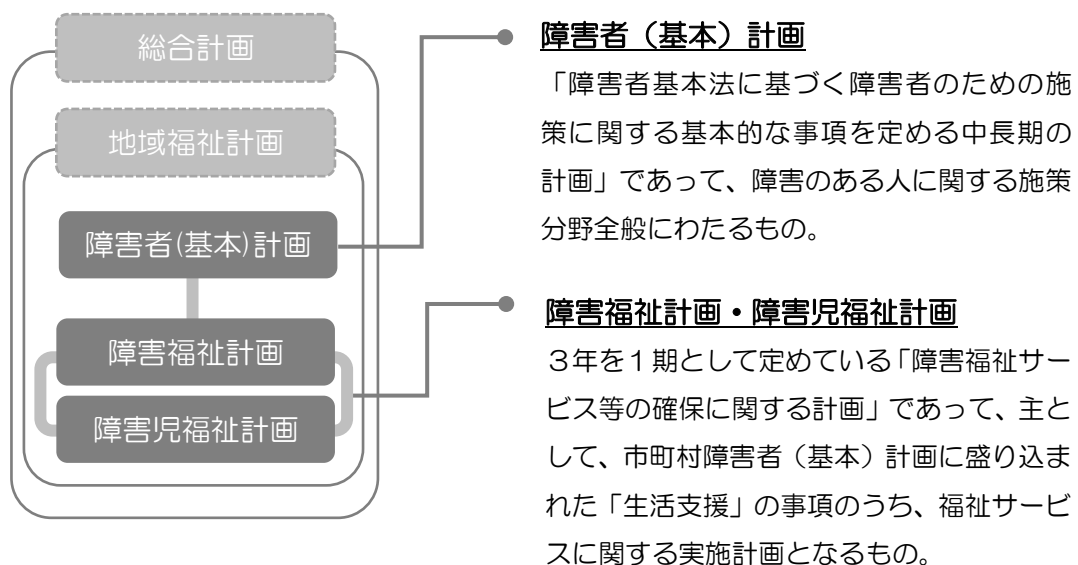 総合計画
地域福祉計画
障害者(基本)計画
障害福祉計画
障害児福祉計画
障害者（基本）計画
「障害者基本法に基づく障害者のための施
策に関する基本的な事項を定める中長期の
計画」であって、障害のある人に関する施策
分野全般にわたるもの。
障害福祉計画・障害児福祉計画
３年を１期として定めている「障害福祉サー
ビス等の確保に関する計画」であって、主と
して、市町村障害者（基本）計画に盛り込ま
れた「生活支援」の事項のうち、福祉サービ
スに関する実施計画となるもの。